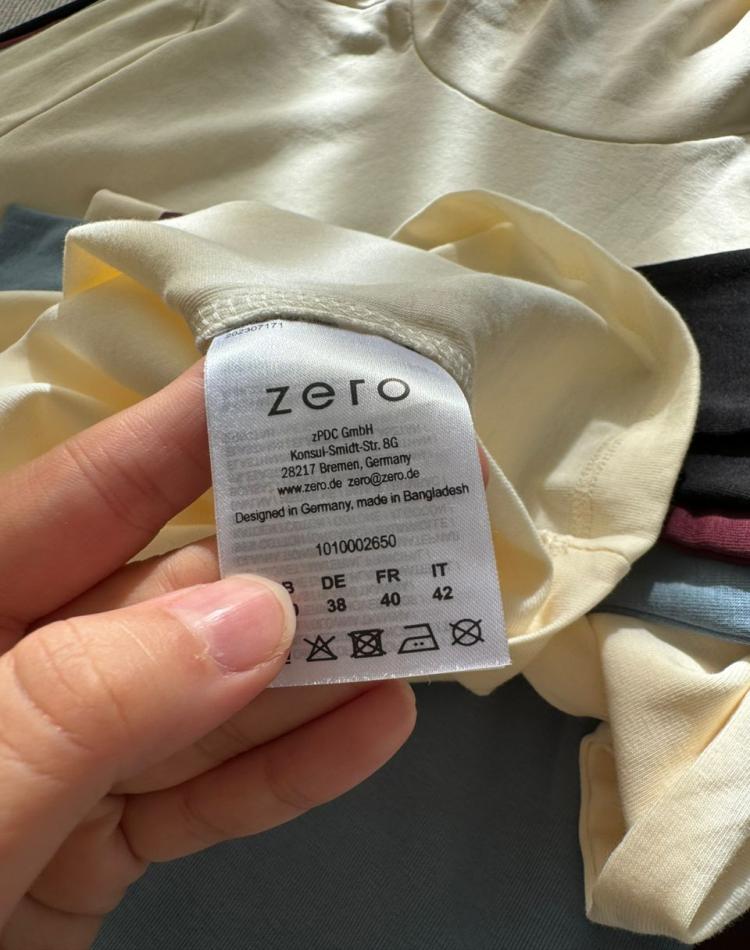 202307171
zero
zPDC GmbH
Konsul-Smidt-Str. 8G
28217 Bremen, Germany
www.zero.de zero@zero.de
Designed in Germany, made in Bangladesh
1010002650
DE FR IT
38 40 42